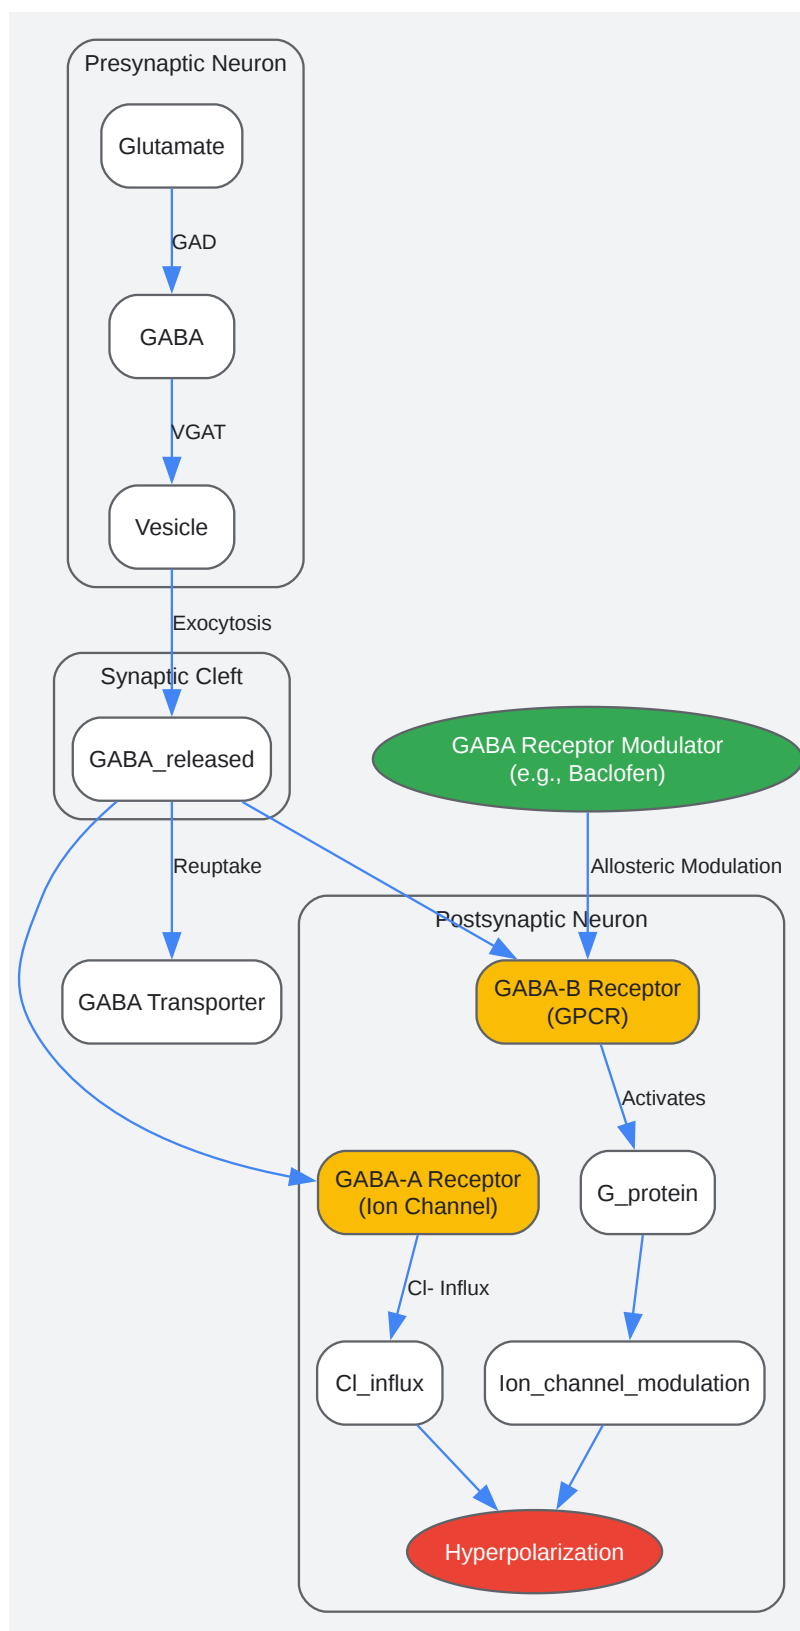 Presynaptic Neuron
Glutamate
GAD
GABA
VGAT
Vesicle
Exocytosis
Synaptic Cleft
GABA_released
GABA Receptor Modulator
(e.g., Baclofen)
Reuptake
Allosteric Modulation
Postsynaptic Neuron
GABA Transporter
GABA-B Receptor
(GPCR)
Activates
GABA-A Receptor
(Ion Channel)
G_protein
Cl- Influx
Cl_influx
Ion_channel_modulation
Hyperpolarization